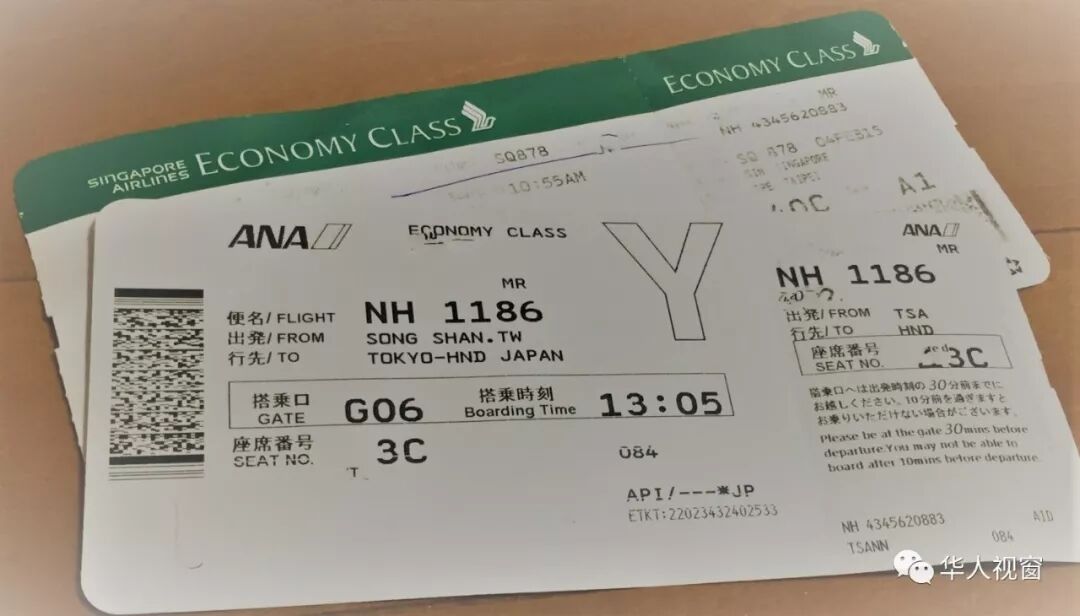 SINGAPORE AIRLINES ECONOMY CLASS
SQ878
10:55AM
ECONOMY CLASS
MR
NH 4345620883
SQ 878 04FEB15
SINGAPORE
TAIPEI
A1
ANA ECONOMY CLASS
Y
MR
便名/FLIGHT NH 1186
出発/FROM SONG SHAN.TW
行先/TO TOKYO-HND JAPAN
搭乗口 GATE G06 搭乗時刻 Boarding Time 13:05
座席番号 SEAT NO. 3C
084
API/---*JP
ETKT:22023432402533
ANA
MR
NH 1186
出発/FROM TSA
行先/TO HND
座席番号 SEAT NO. 3C
搭乗口へは出発時刻の30分前までに
お越しください。10分前を過ぎますと
お乗りいただけない場合がございます。
Please be at the gate 30mins before
departure.You may not be able to
board after 10mins before departure.
NH 4345620883 AID
TSANN 084
华人视窗